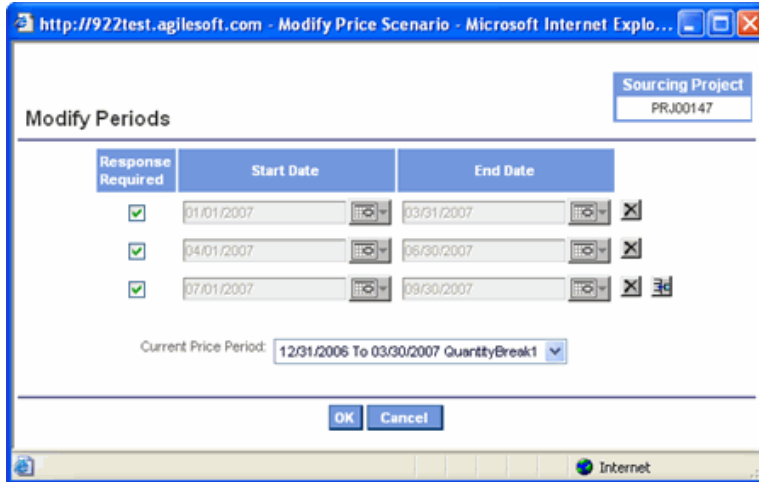 http://922test.agilesoft.com - Modify Price Scenario - Microsoft Internet Explo...
Sourcing Project
PRJ00147
Modify Periods
Response Required
Start Date
End Date
01/01/2007
03/31/2007
04/01/2007
06/30/2007
07/01/2007
09/30/2007
Current Price Period: 12/31/2006 To 03/30/2007 QuantityBreak1
OK
Cancel
Internet